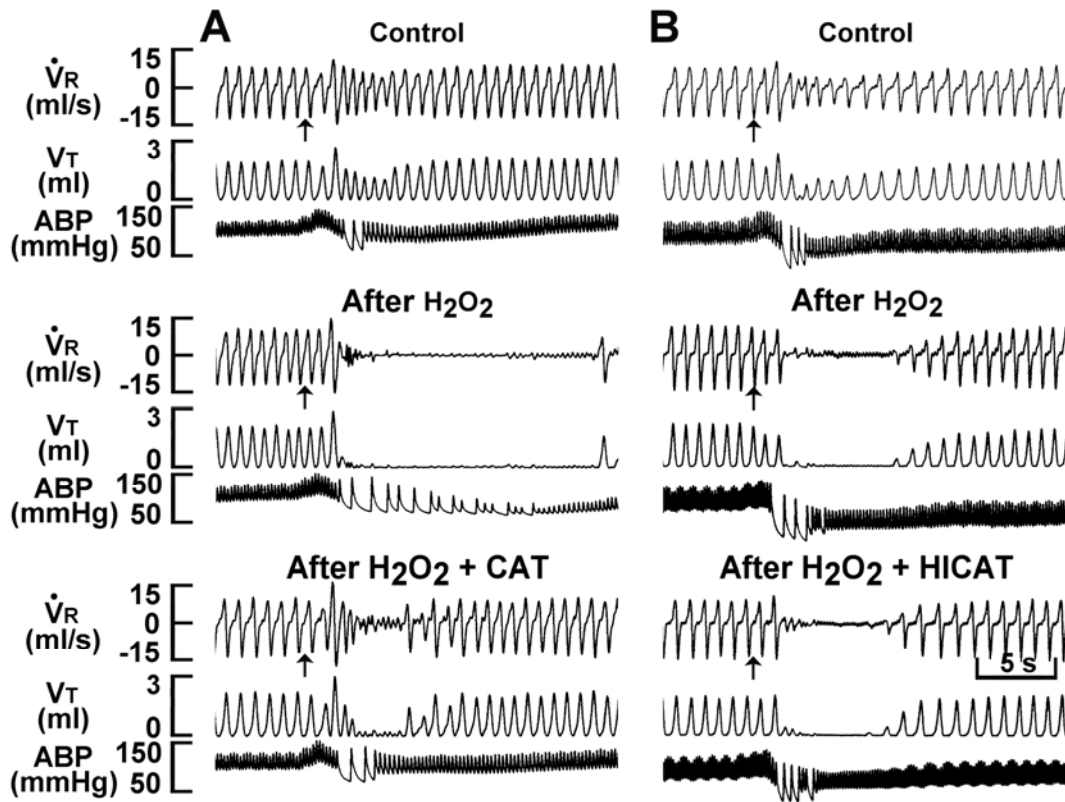 A
B
Control
Control
V̇R
(ml/s)
15
0
-15
VT
(ml)
3
0
ABP
(mmHg)
150
50
After H2O2
After H2O2
V̇R
(ml/s)
15
0
-15
VT
(ml)
3
0
ABP
(mmHg)
150
50
After H2O2 + CAT
After H2O2 + HICAT
V̇R
(ml/s)
15
0
-15
5 s
VT
(ml)
3
0
ABP
(mmHg)
150
50